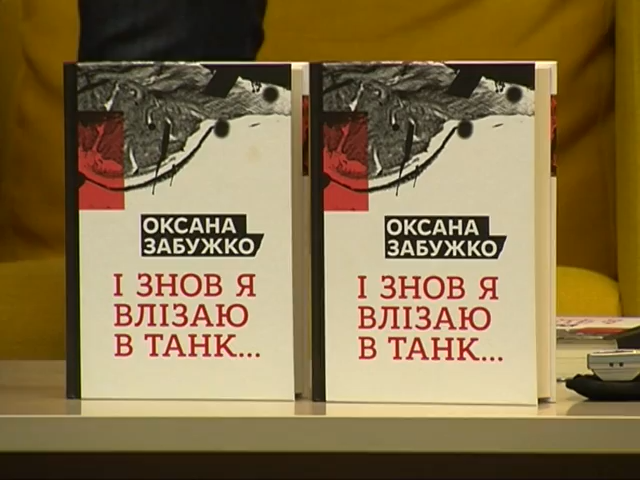 ОКСАНА
ЗАБУЖКО
І ЗНОВ Я
ВЛІЗАЮ
В ТАНК...
ОКСАНА
ЗАБУЖКО
І ЗНОВ Я
ВЛІЗАЮ
В ТАНК...